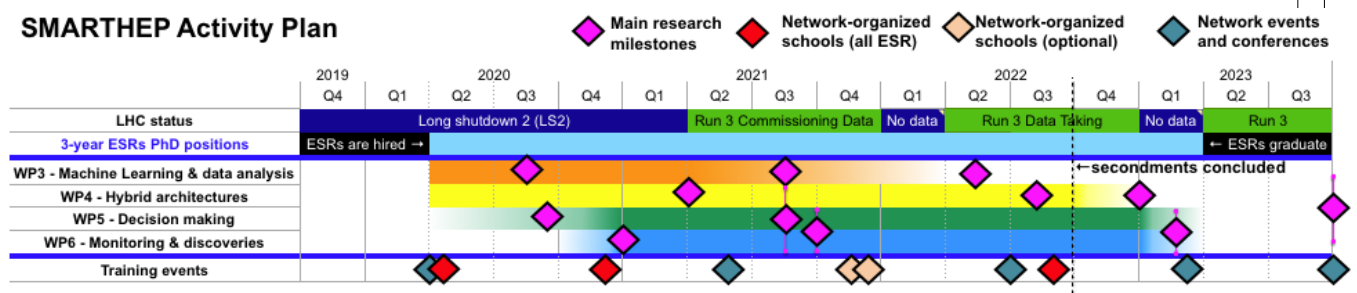 SMARTHEP Activity Plan
Main research
milestones
Network-organized
schools (all ESR)
Network-organized
schools (optional)
Network events
and conferences
2019 2020 2021 2022 2023
Q4 Q1 Q2 Q3 Q4 Q1 Q2 Q3 Q4 Q1 Q2 Q3 Q4 Q1 Q2 Q3
LHC status Long shutdown 2 (LS2) Run 3 Commissioning Data No data Run 3 Data Taking No data Run 3
3-year ESRs PhD positions ESRs are hired → ← ESRs graduate
WP3 - Machine Learning & data analysis ←secondments concluded
WP4 - Hybrid architectures
WP5 - Decision making
WP6 - Monitoring & discoveries
Training events